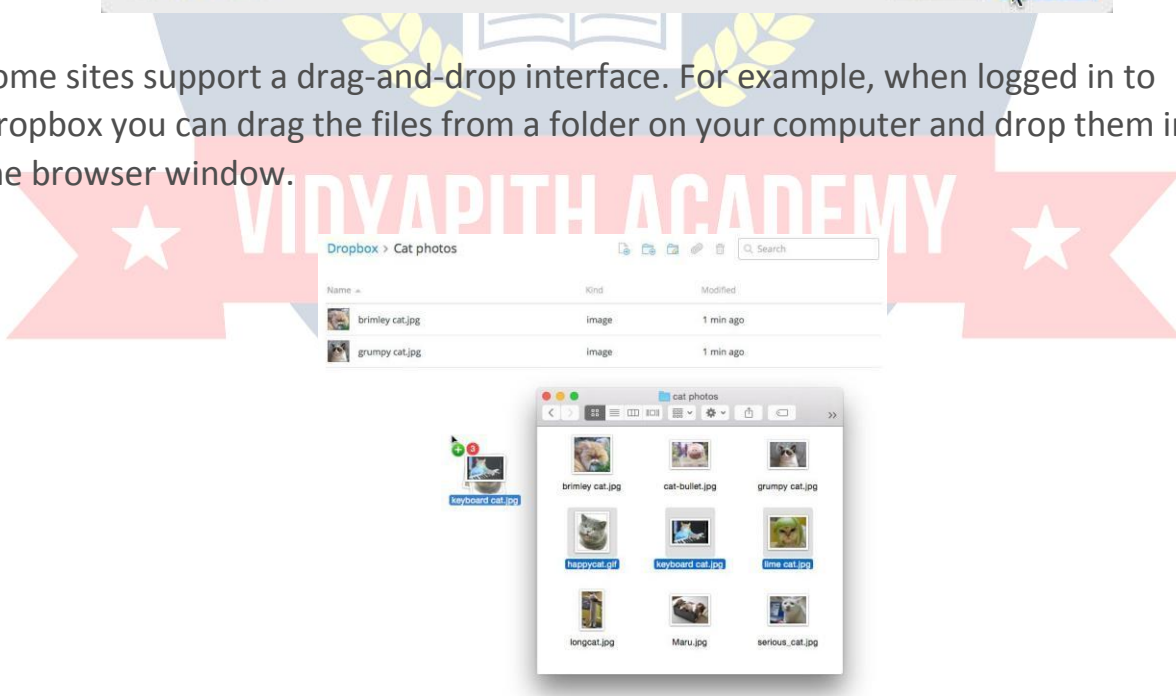 ome sites support a drag-and-drop interface. For example, when logged in to
ropbox you can drag the files from a folder on your computer and drop them in
he browser window.
VIDYAPITH ACADEMY
Dropbox > Cat photos
Search
Name Kind Modified
brimley cat.jpg image 1 min ago
grumpy cat.jpg image 1 min ago
cat photos
3
keyboard cat.jpg
brimley cat.jpg cat-bullet.jpg grumpy cat.jpg
happycat.gif keyboard cat.jpg lime cat.jpg
longcat.jpg Maru.jpg serious_cat.jpg